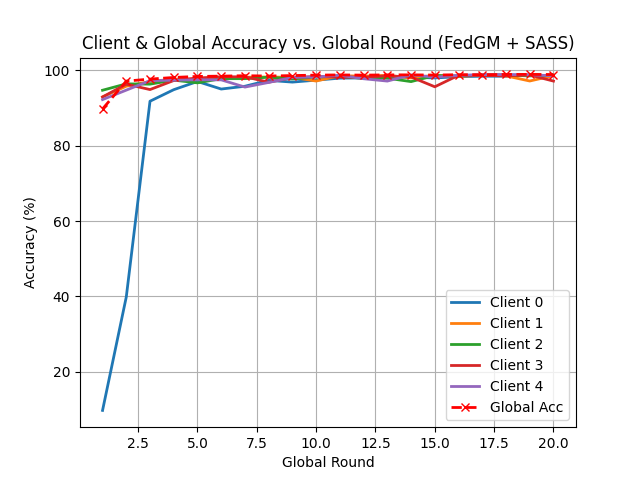 Client & Global Accuracy vs. Global Round (FedGM + SASS)
Accuracy (%)
100
80
60
40
20
2.5 5.0 7.5 10.0 12.5 15.0 17.5 20.0
Global Round
Client 0
Client 1
Client 2
Client 3
Client 4
Global Acc